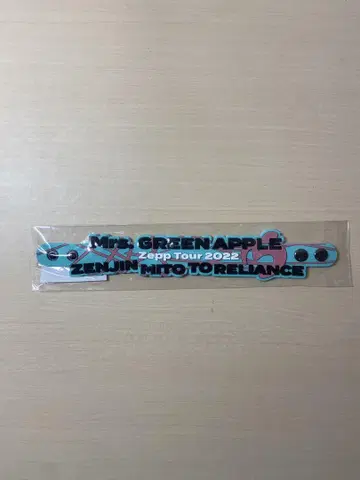 Mrs. GREEN APPLE
Zepp Tour 2022
ZENJIN MITO TO RELIANCE